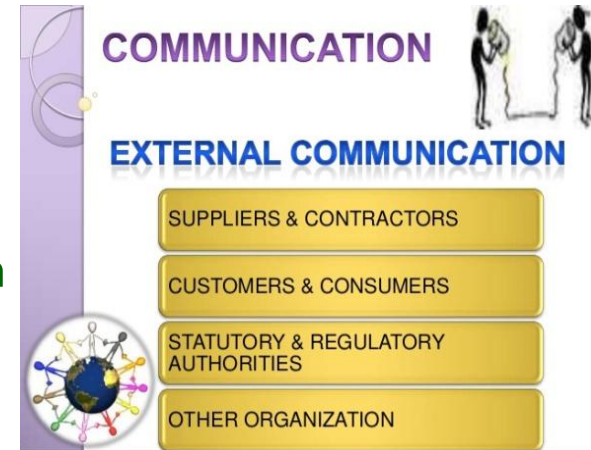 COMMUNICATION
EXTERNAL COMMUNICATION
SUPPLIERS & CONTRACTORS
CUSTOMERS & CONSUMERS
STATUTORY & REGULATORY
AUTHORITIES
OTHER ORGANIZATION